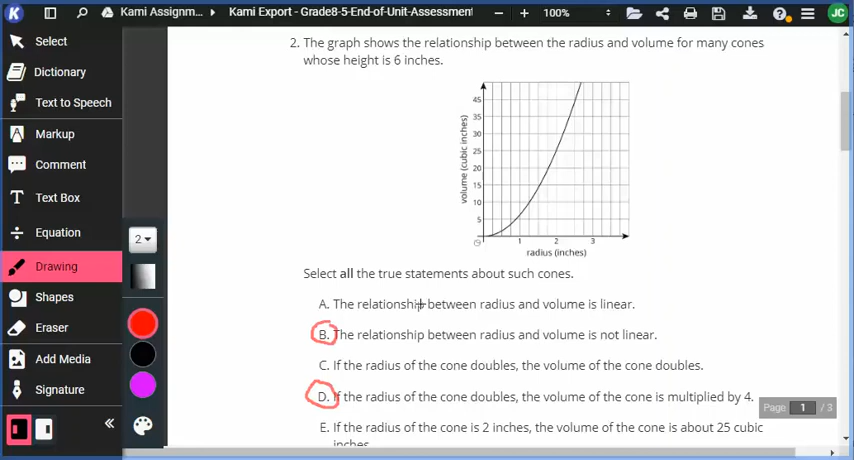 Kami Assignm...
Kami Export - Grade8-5-End-of-Unit-Assessment
100%
JC
Select
Dictionary
Text to Speech
Markup
Comment
Text Box
Equation
Drawing
Shapes
Eraser
Add Media
Signature
2
2. The graph shows the relationship between the radius and volume for many cones
whose height is 6 inches.
volume (cubic inches)
45
35
30
25
20
15
10
5
1 2 3
radius (inches)
Select all the true statements about such cones.
A. The relationship between radius and volume is linear.
B. The relationship between radius and volume is not linear.
C. If the radius of the cone doubles, the volume of the cone doubles.
D. If the radius of the cone doubles, the volume of the cone is multiplied by 4.
E. If the radius of the cone is 2 inches, the volume of the cone is about 25 cubic
inches.
Page 1 / 3